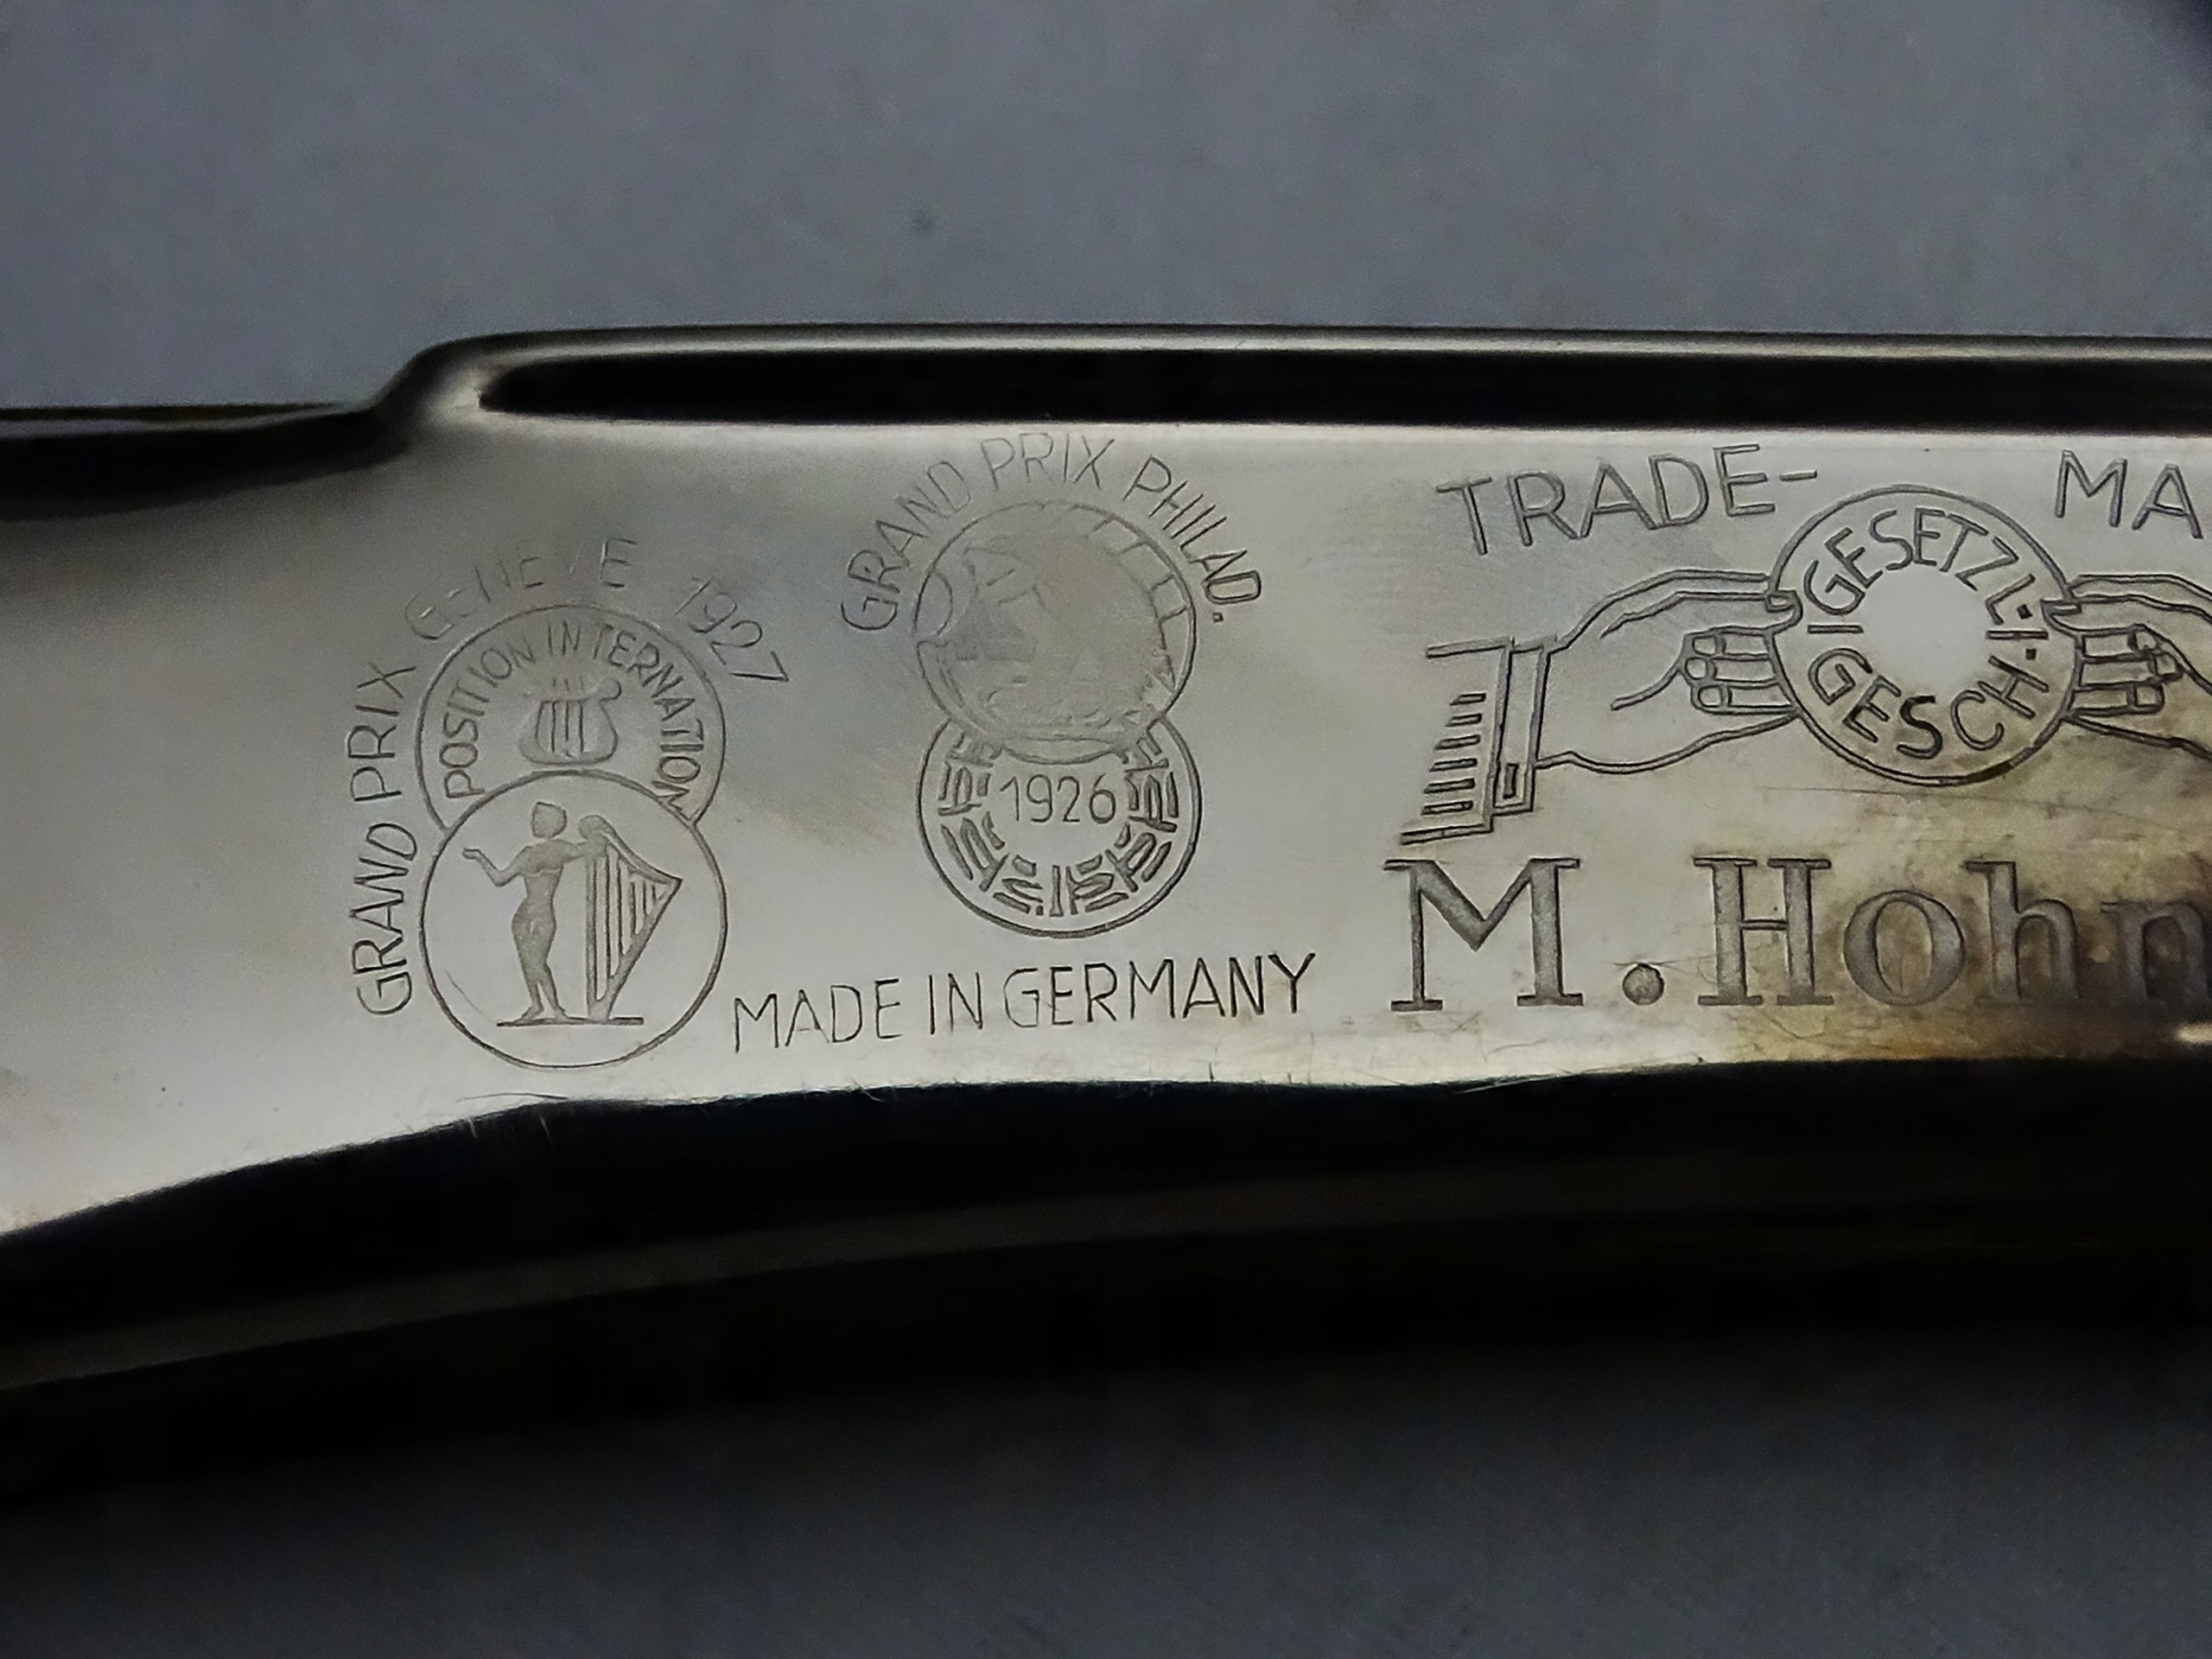 GRAND PRIX GENEVE 1927
POSITION INTERNATION
GRAND PRIX PHILAD.
1926
MADE IN GERMANY
TRADE- MA
GESETZL.
GESCH.
M. Hohn